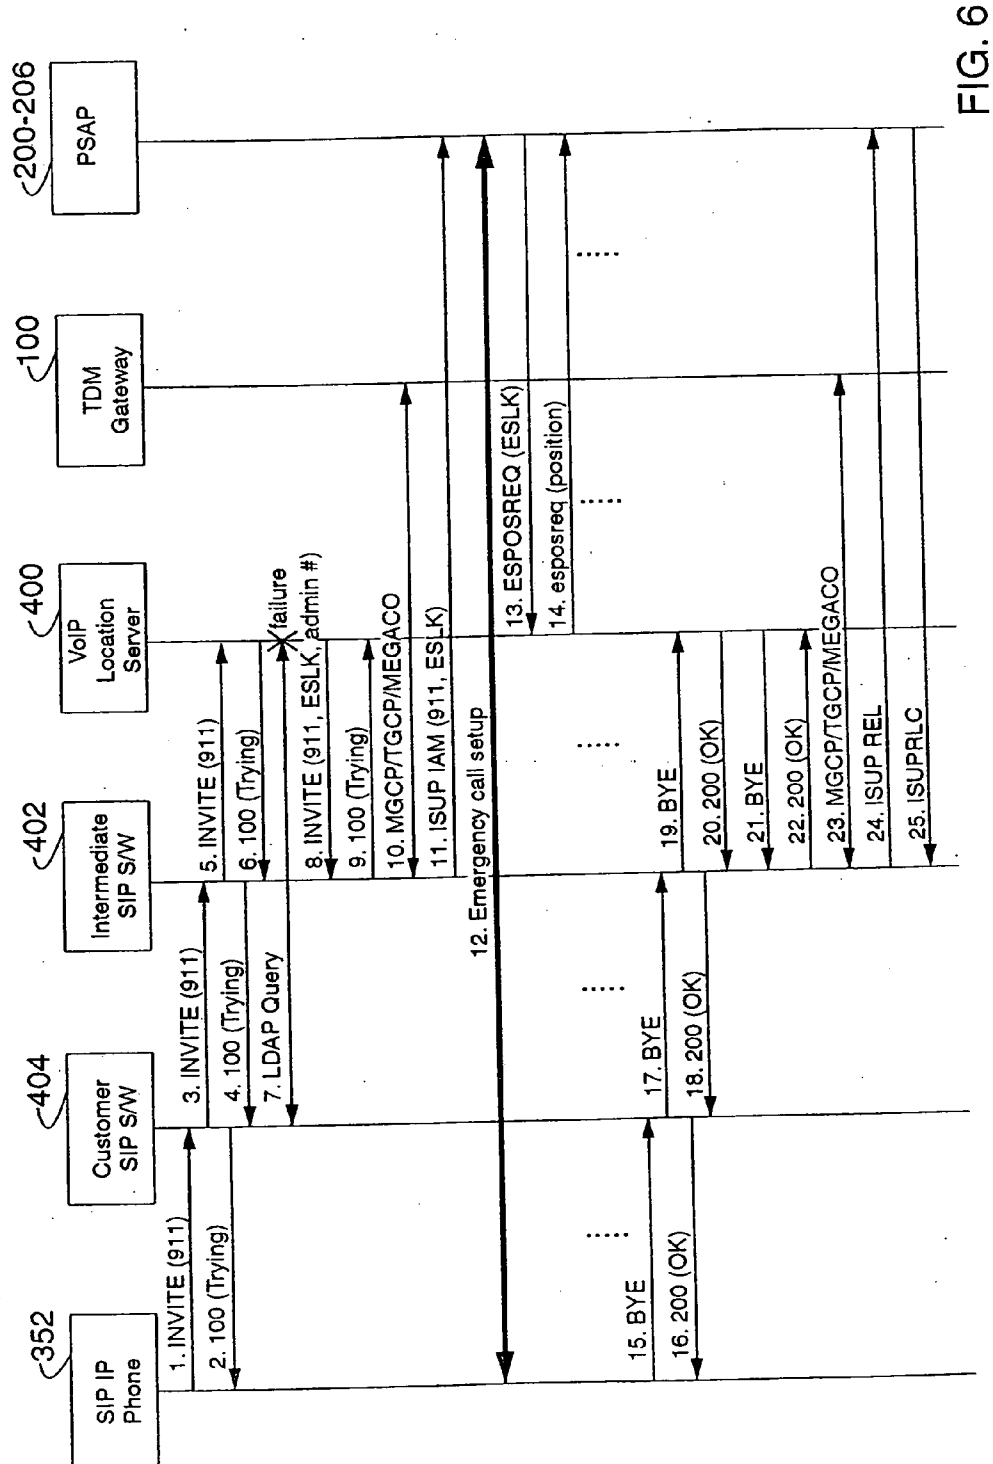 352
SIP IP
Phone
404
Customer
SIP S/W
402
Intermediate
SIP S/W
400
VoIP
Location
Server
100
TDM
Gateway
200-206
PSAP
1. INVITE (911)
2. 100 (Trying)
3. INVITE (911)
4. 100 (Trying)
5. INVITE (911)
6. 100 (Trying)
7. LDAP Query
failure
8. INVITE (911, ESLK, admin #)
9. 100 (Trying)
10. MGCP/TGCP/MEGACO
11. ISUP IAM (911, ESLK)
12. Emergency call setup
13. ESPOSREQ (ESLK)
14. esposreq (position)
15. BYE
16. 200 (OK)
17. BYE
18. 200 (OK)
19. BYE
20. 200 (OK)
21. BYE
22. 200 (OK)
23. MGCP/TGCP/MEGACO
24. ISUP REL
25. ISUPRLC
FIG. 6